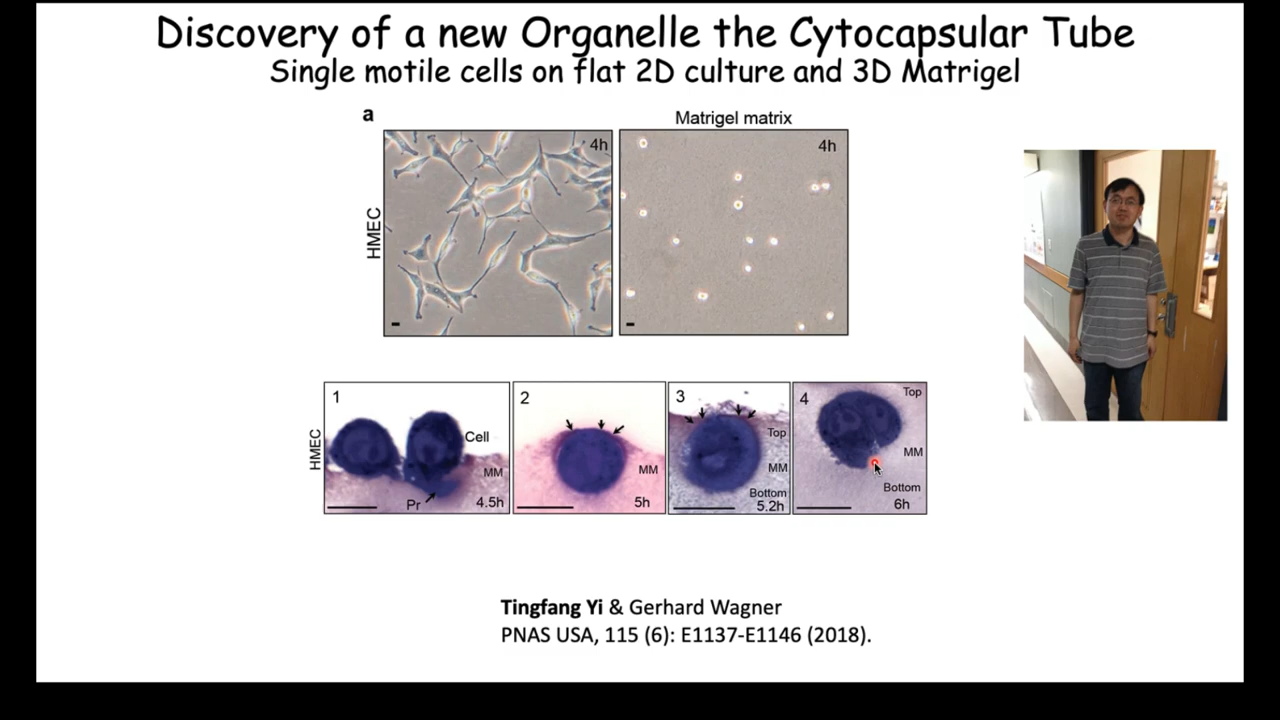 Discovery of a new Organelle the Cytocapsular Tube
Single motile cells on flat 2D culture and 3D Matrigel
a
Matrigel matrix
4h
4h
HMEC
HMEC
1
Cell
MM
Pr
4.5h
2
MM
5h
3
Top
MM
Bottom
5.2h
4
Top
MM
Bottom
6h
Tingfang Yi & Gerhard Wagner
PNAS USA, 115 (6): E1137-E1146 (2018).